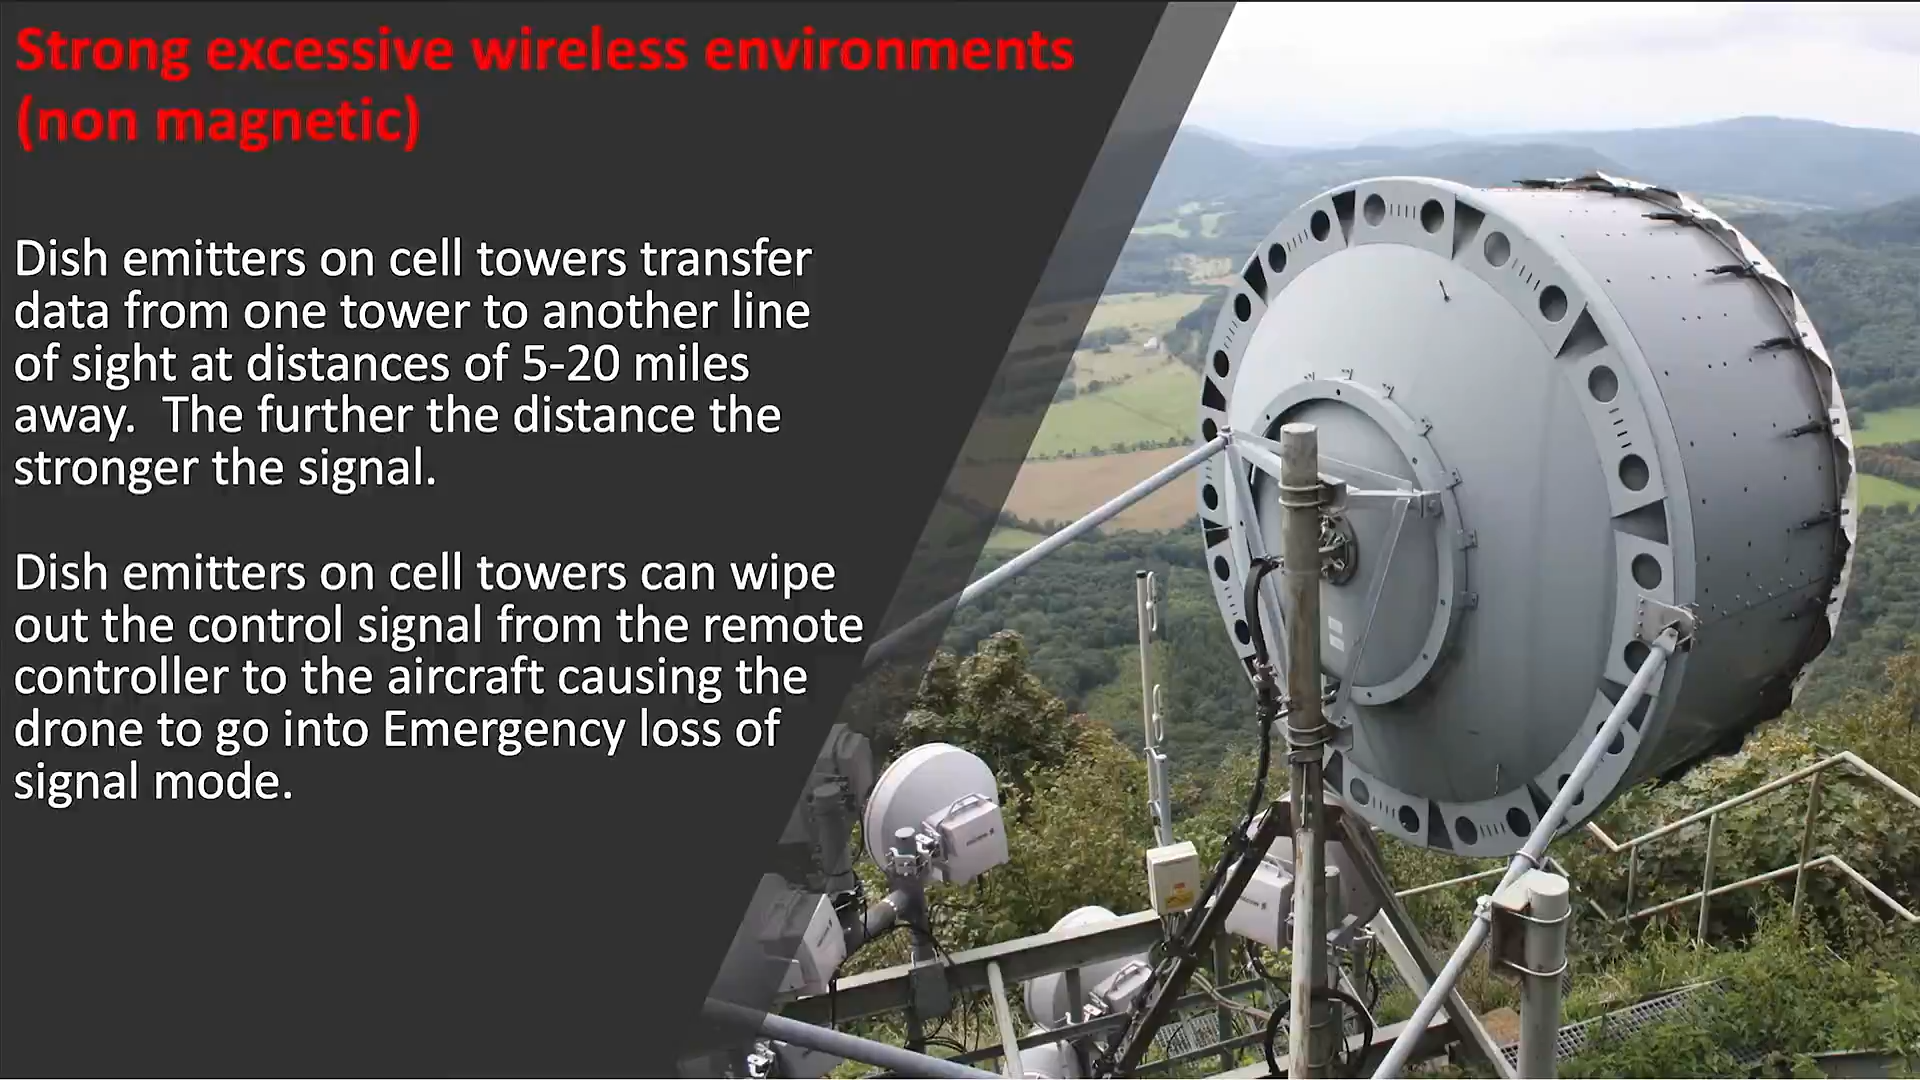 Strong excessive wireless environments
(non magnetic)
Dish emitters on cell towers transfer
data from one tower to another line
of sight at distances of 5-20 miles
away.  The further the distance the
stronger the signal.
Dish emitters on cell towers can wipe
out the control signal from the remote
controller to the aircraft causing the
drone to go into Emergency loss of
signal mode.